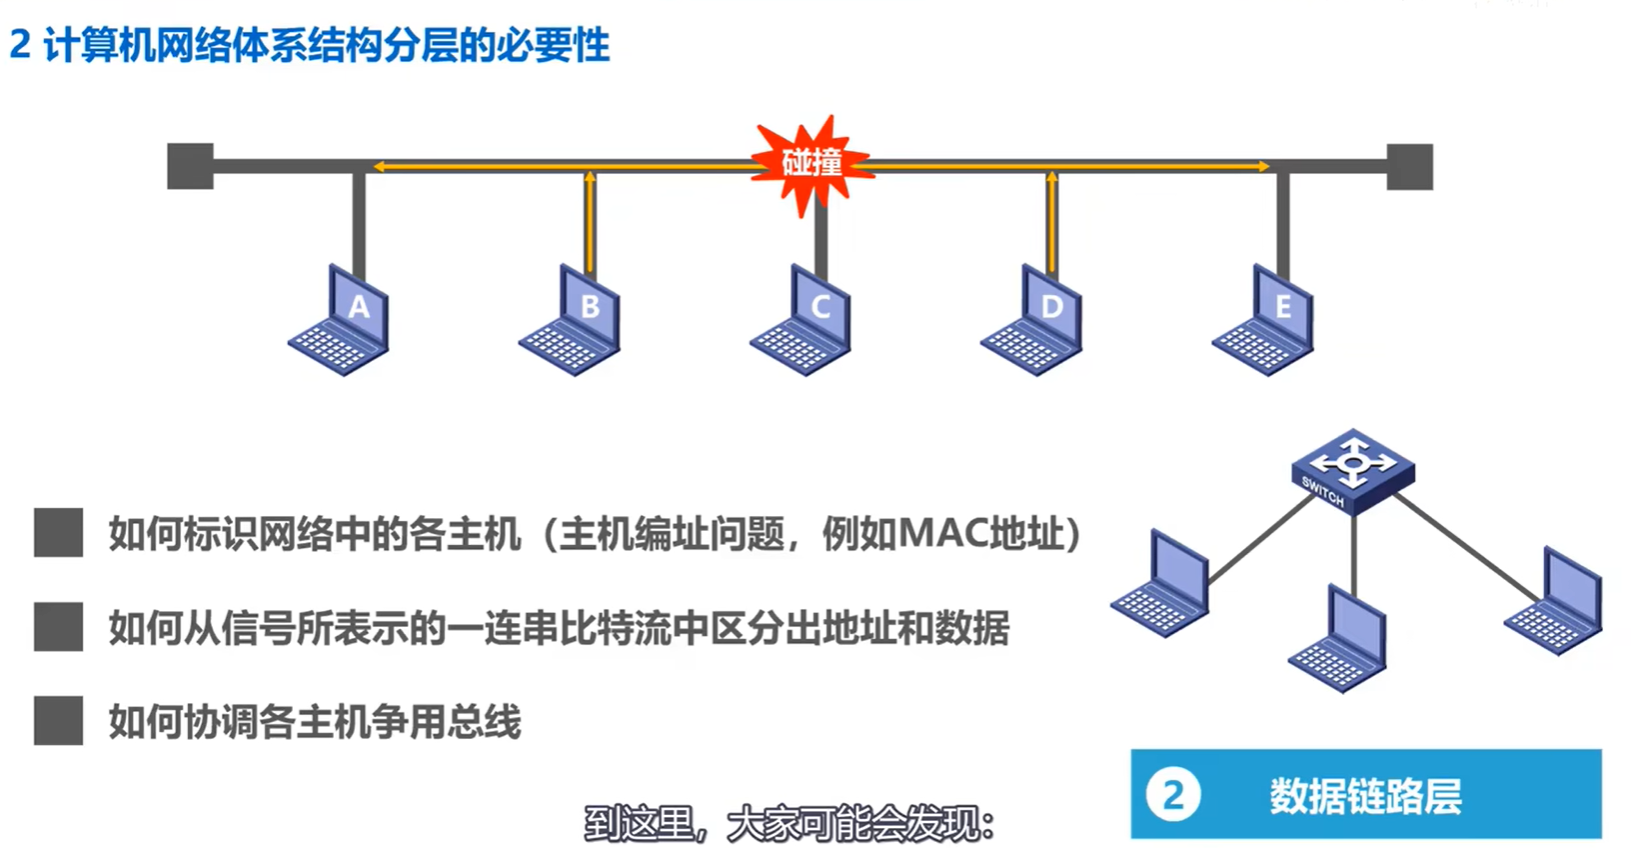 2 计算机网络体系结构分层的必要性
碰撞
A
B
C
D
E
SWITCH
如何标识网络中的各主机（主机编址问题，例如MAC地址）
如何从信号所表示的一连串比特流中区分出地址和数据
如何协调各主机争用总线
2 数据链路层
到这里，大家可能会发现：